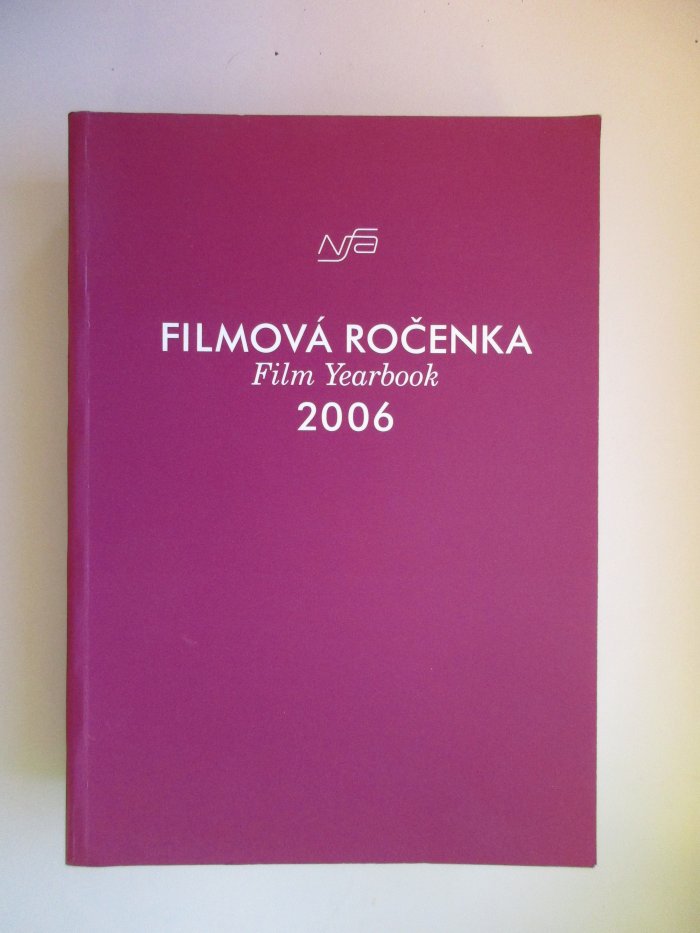 Nfa
FILMOVÁ ROČENKA
Film Yearbook
2006